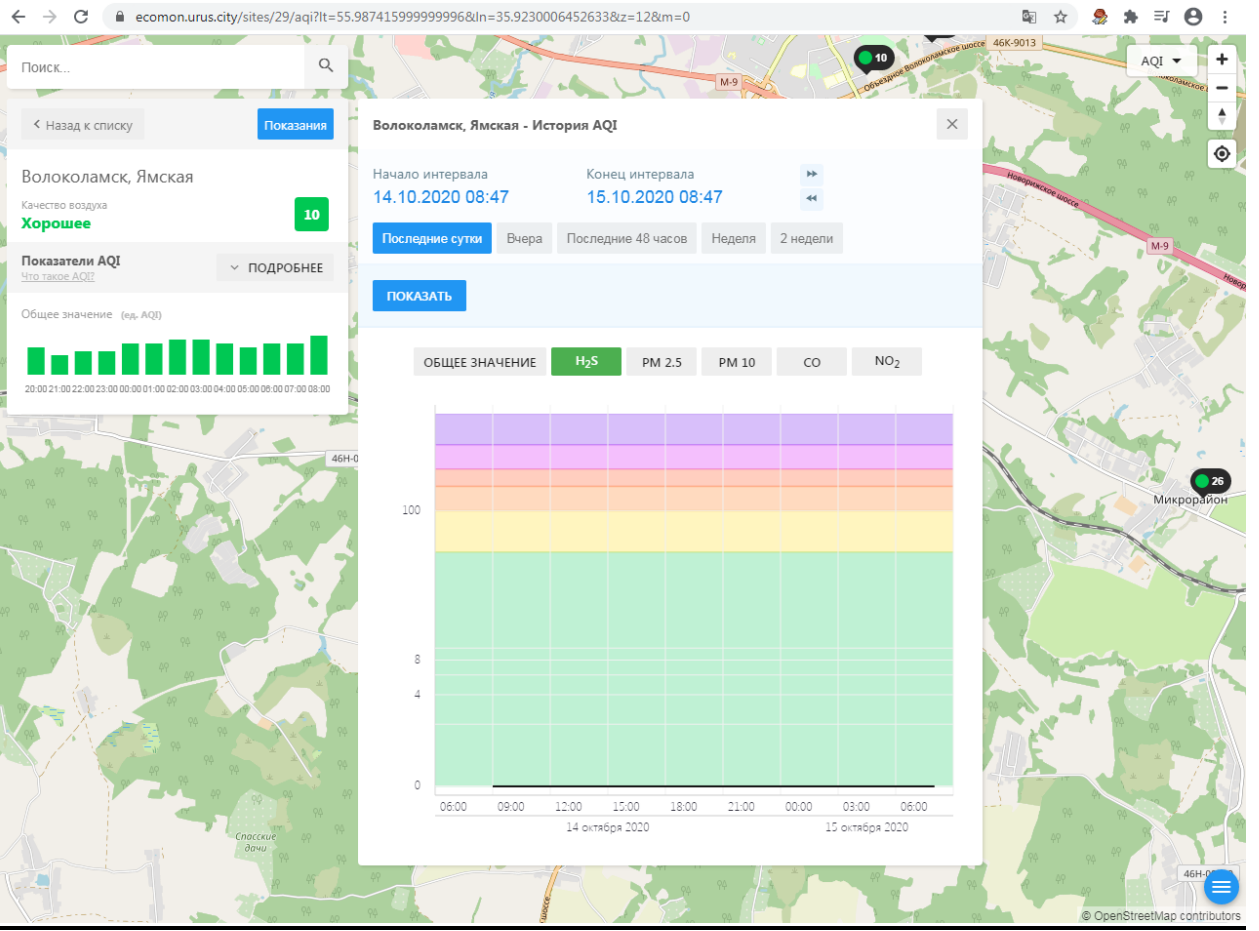 ecomon.urus.city/sites/29/aqi?lt=55.987415999999996&ln=35.9230006452633&z=12&m=0
Поиск...
46К-9013
10
Объездное Волоколамское шоссе
М-9
AQI
+
−
Назад к списку
Показания
Волоколамск, Ямская
Качество воздуха
Хорошее
10
Показатели AQI
Что такое AQI?
ПОДРОБНЕЕ
Общее значение (ед. AQI)
20:00 21:00 22:00 23:00 00:00 01:00 02:00 03:00 04:00 05:00 06:00 07:00 08:00
Волоколамск, Ямская - История AQI
Начало интервала
14.10.2020 08:47
Конец интервала
15.10.2020 08:47
Последние сутки
Вчера
Последние 48 часов
Неделя
2 недели
ПОКАЗАТЬ
ОБЩЕЕ ЗНАЧЕНИЕ
H₂S
PM 2.5
PM 10
CO
NO₂
100
8
4
0
06:00 09:00 12:00 15:00 18:00 21:00 00:00 03:00 06:00
14 октября 2020
15 октября 2020
Новорижское шоссе
М-9
26
Микрорайон
Спасские
дачи
© OpenStreetMap contributors